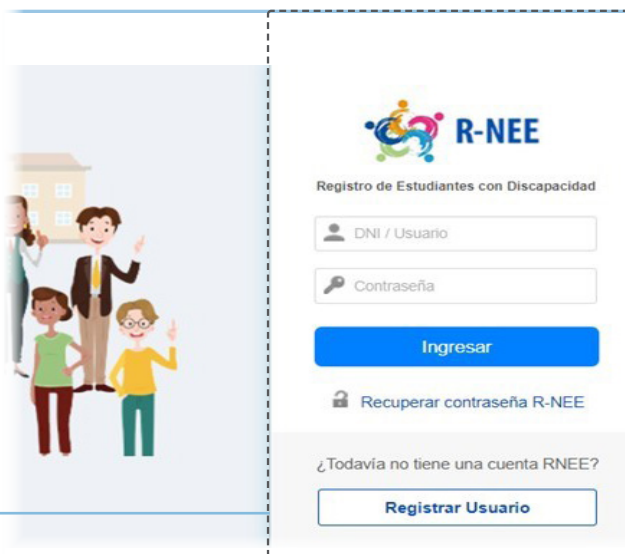 R-NEE
Registro de Estudiantes con Discapacidad
DNI / Usuario
Contraseña
Ingresar
Recuperar contraseña R-NEE
¿Todavía no tiene una cuenta RNEE?
Registrar Usuario